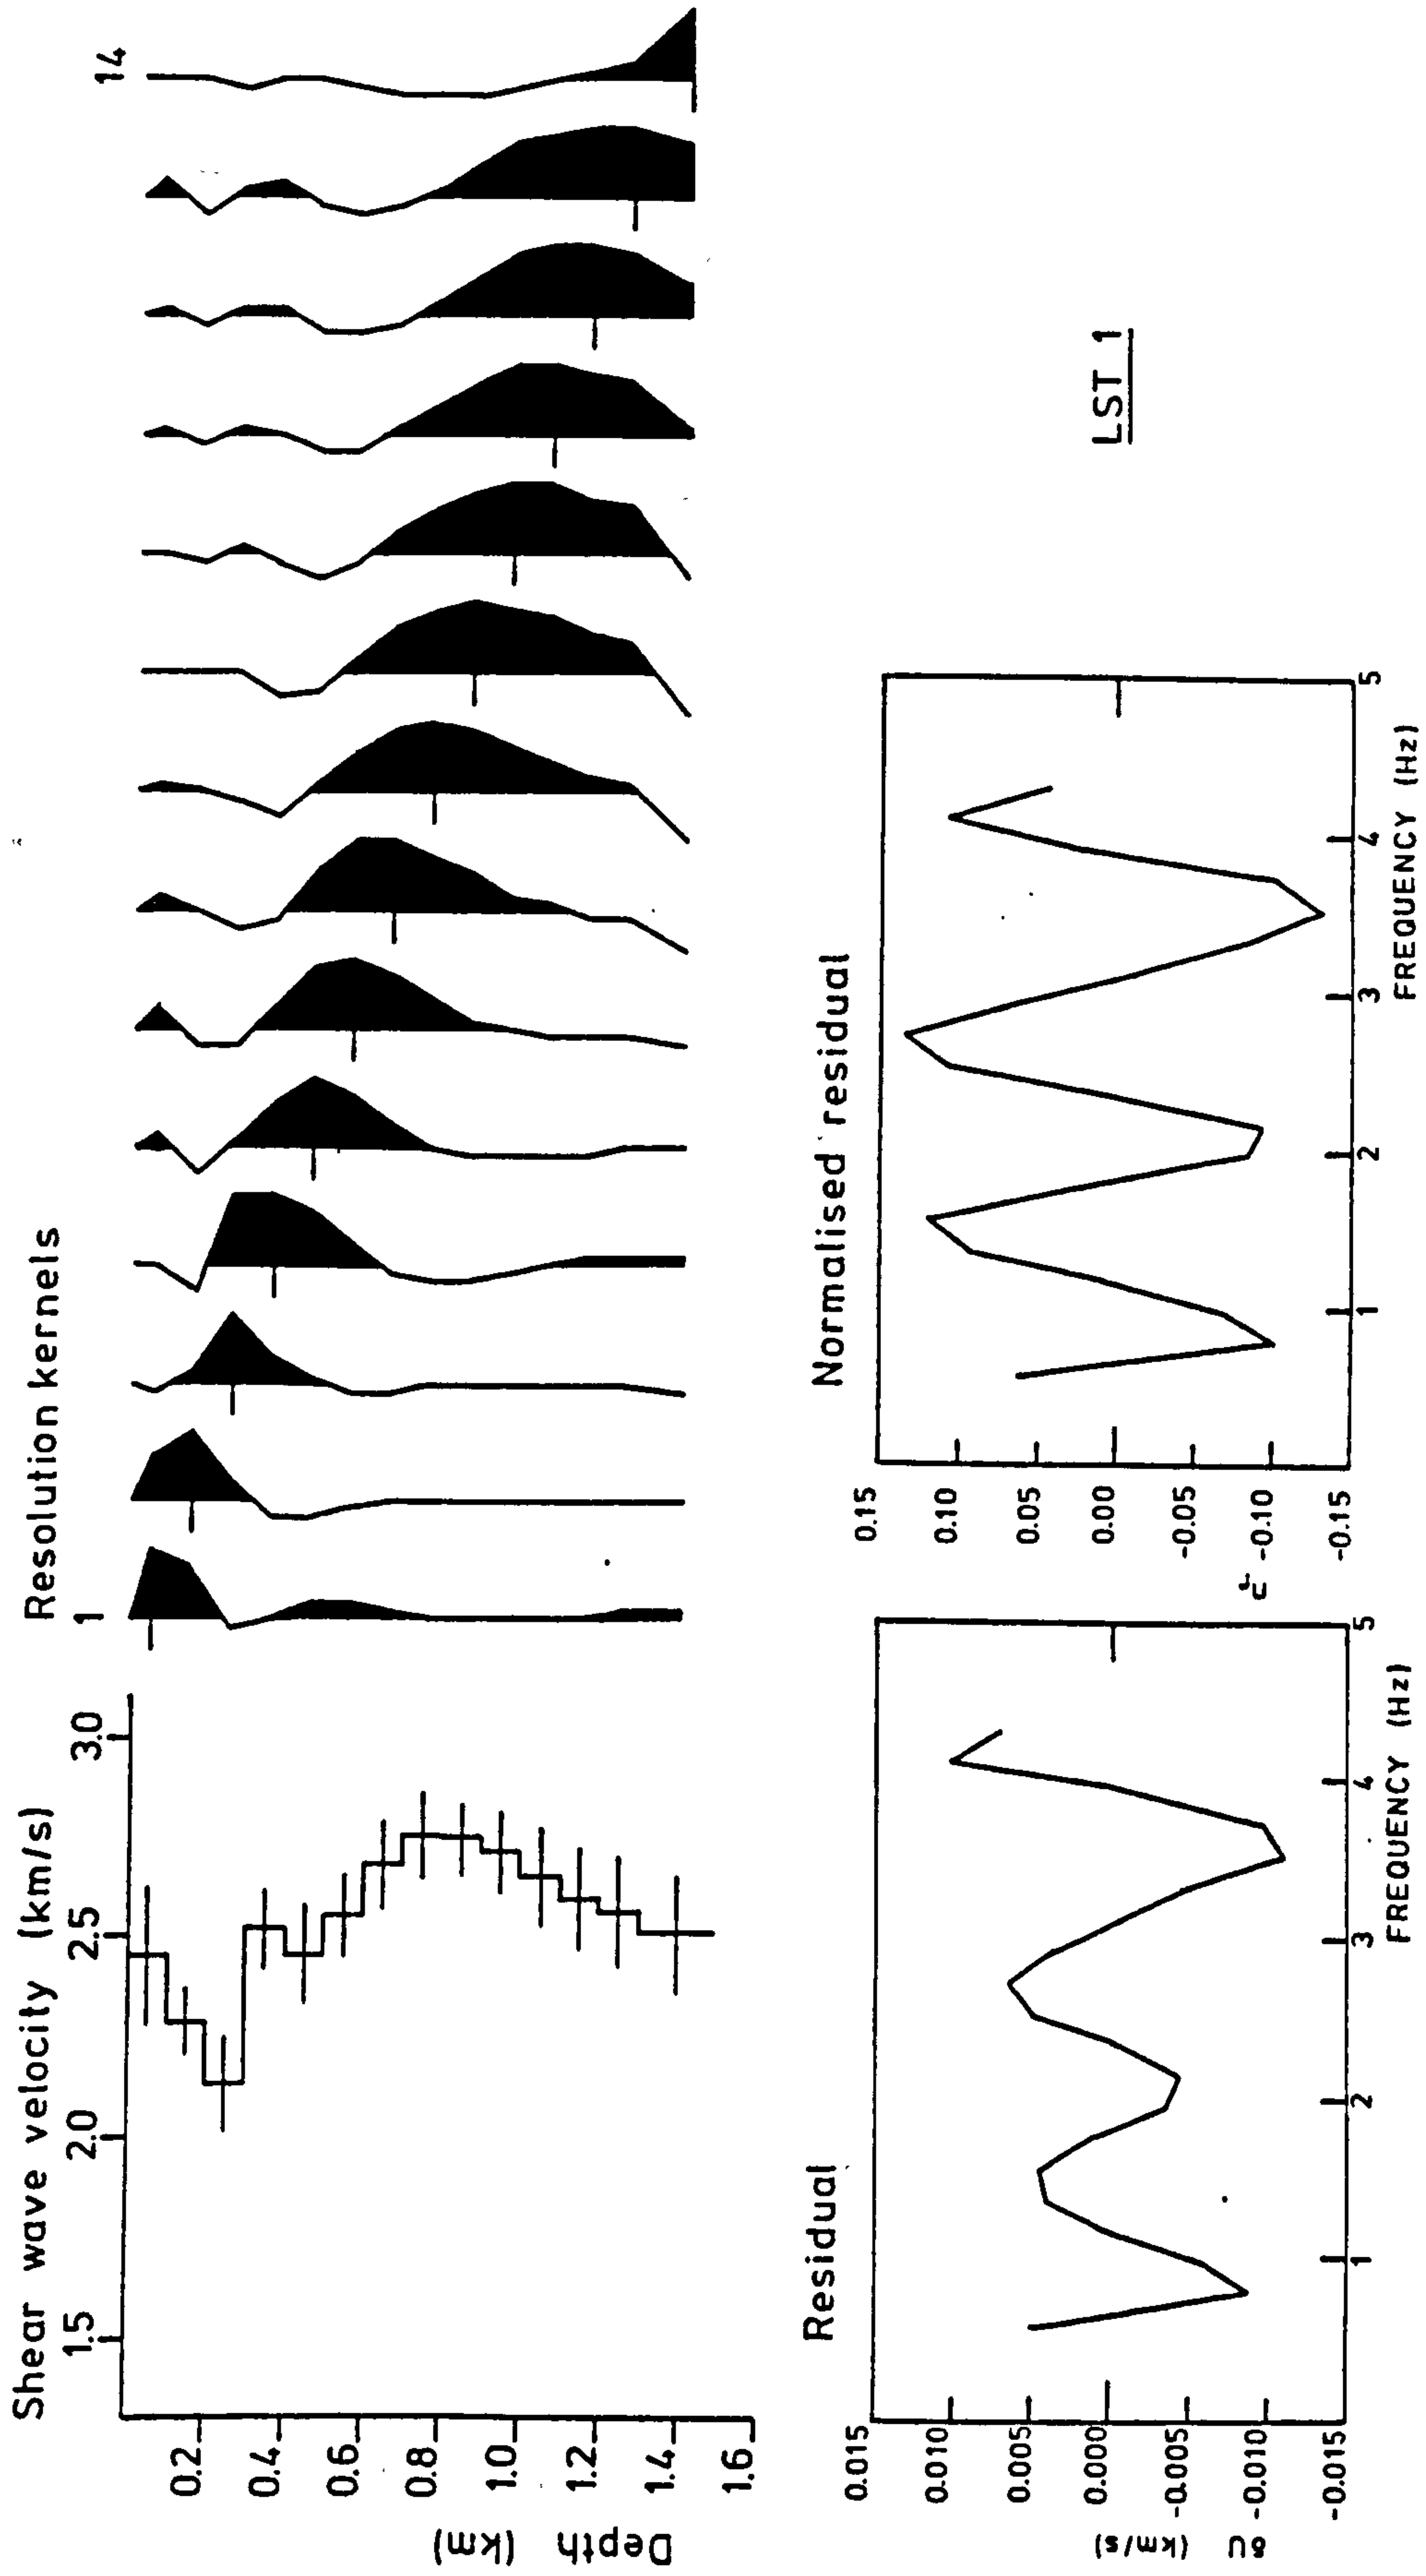 Shear wave velocity (km/s)
1.5 2.0 2.5 3.0
Depth (km)
0.2
0.4
0.6
0.8
1.0
1.2
1.4
1.6
Resolution kernels
1 14
Residual
δU (km/s)
0.015
0.010
0.005
0.000
-0.005
-0.010
-0.015
1 2 3 4 5
FREQUENCY (Hz)
Normalised residual
0.15
0.10
0.05
0.00
-0.05
-0.10
-0.15
1 2 3 4 5
FREQUENCY (Hz)
LST 1